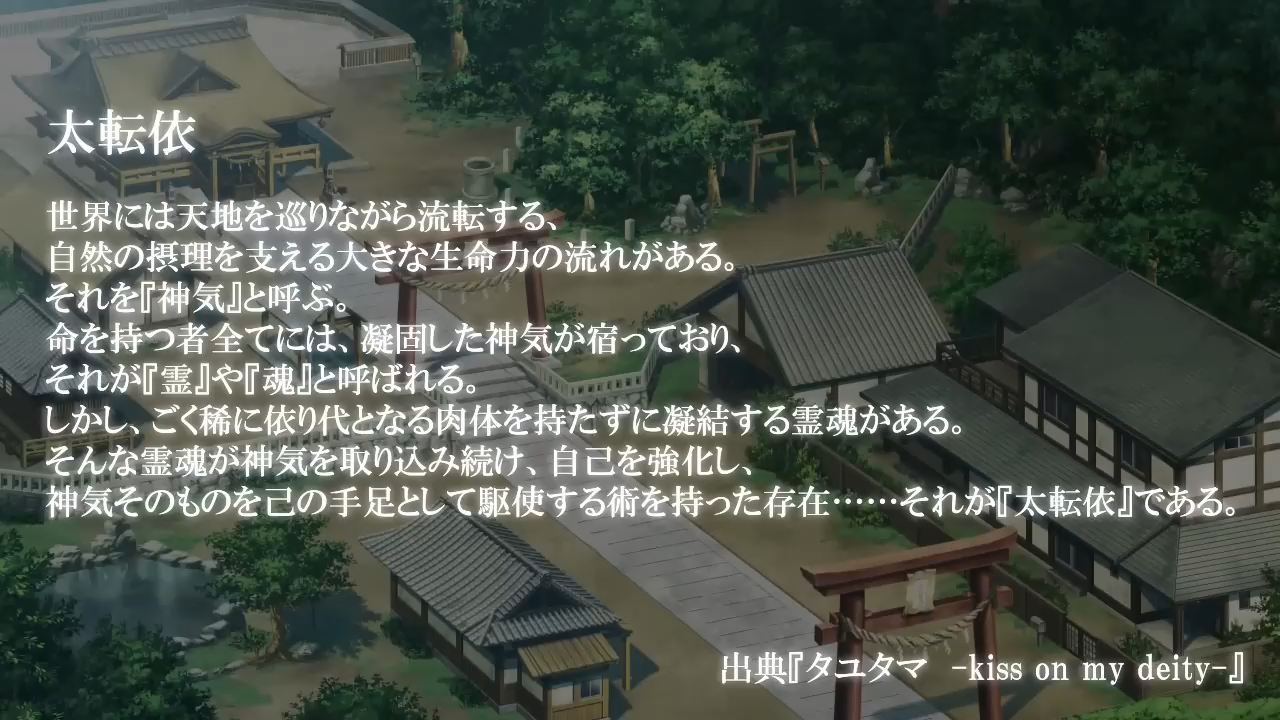 太転依
世界には天地を巡りながら流転する、
自然の摂理を支える大きな生命力の流れがある。
それを『神気』と呼ぶ。
命を持つ者全てには、凝固した神気が宿っており、
それが『霊』や『魂』と呼ばれる。
しかし、ごく稀に依り代となる肉体を持たずに凝結する霊魂がある。
そんな霊魂が神気を取り込み続け、自己を強化し、
神気そのものを己の手足として駆使する術を持った存在……それが『太転依』である。
出典『タユタマ　-kiss on my deity-』